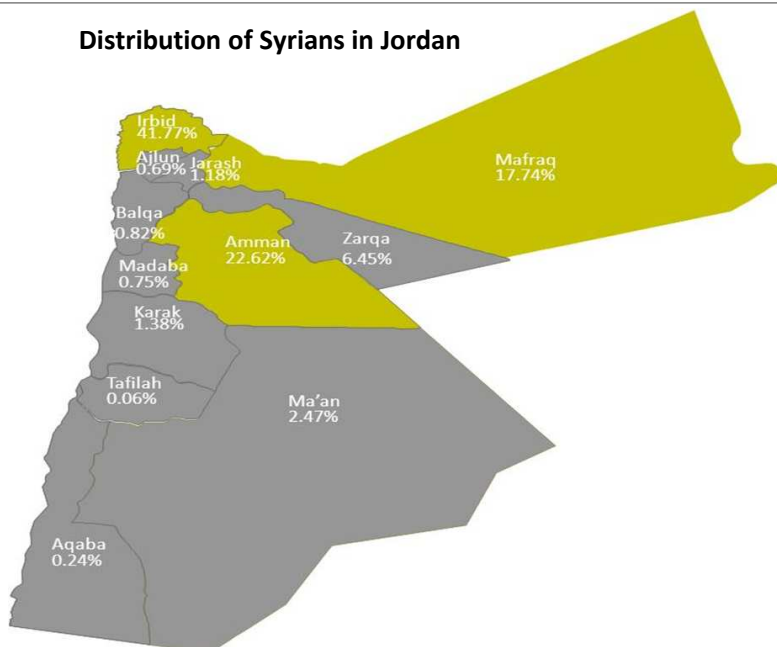 Distribution of Syrians in Jordan
Irbid
41.77%
Ajlun
0.69%
Jarash
1.18%
Mafraq
17.74%
Balqa
0.82%
Amman
22.62%
Zarqa
6.45%
Madaba
0.75%
Karak
1.38%
Tafilah
0.06%
Ma’an
2.47%
Aqaba
0.24%